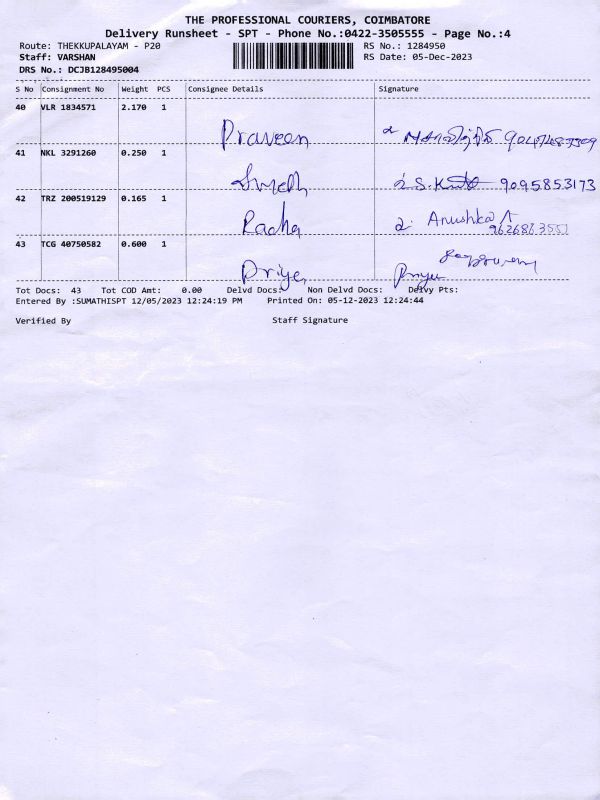 THE PROFESSIONAL COURIERS, COIMBATORE
Delivery Runsheet - SPT - Phone No.:0422-3505555 - Page No.:4
Route: THEKKUPALAYAM - P20 RS No.: 1284950
Staff: VARSHAN RS Date: 05-Dec-2023
DRS No.: DCJB128495004
S No Consignment No Weight PCS Consignee Details Signature
40 VLR 1834571 2.170 1
Praveen
41 NKL 3291260 0.250 1
S. 9095853173
42 TRZ 200519129 0.165 1
Radha Anushka
43 TCG 40750582 0.600 1
Priya Priya
Tot Docs: 43 Tot COD Amt: 0.00 Delvd Docs: Non Delvd Docs: Delvy Pts:
Entered By :SUMATHISPT 12/05/2023 12:24:19 PM Printed On: 05-12-2023 12:24:44
Verified By Staff Signature